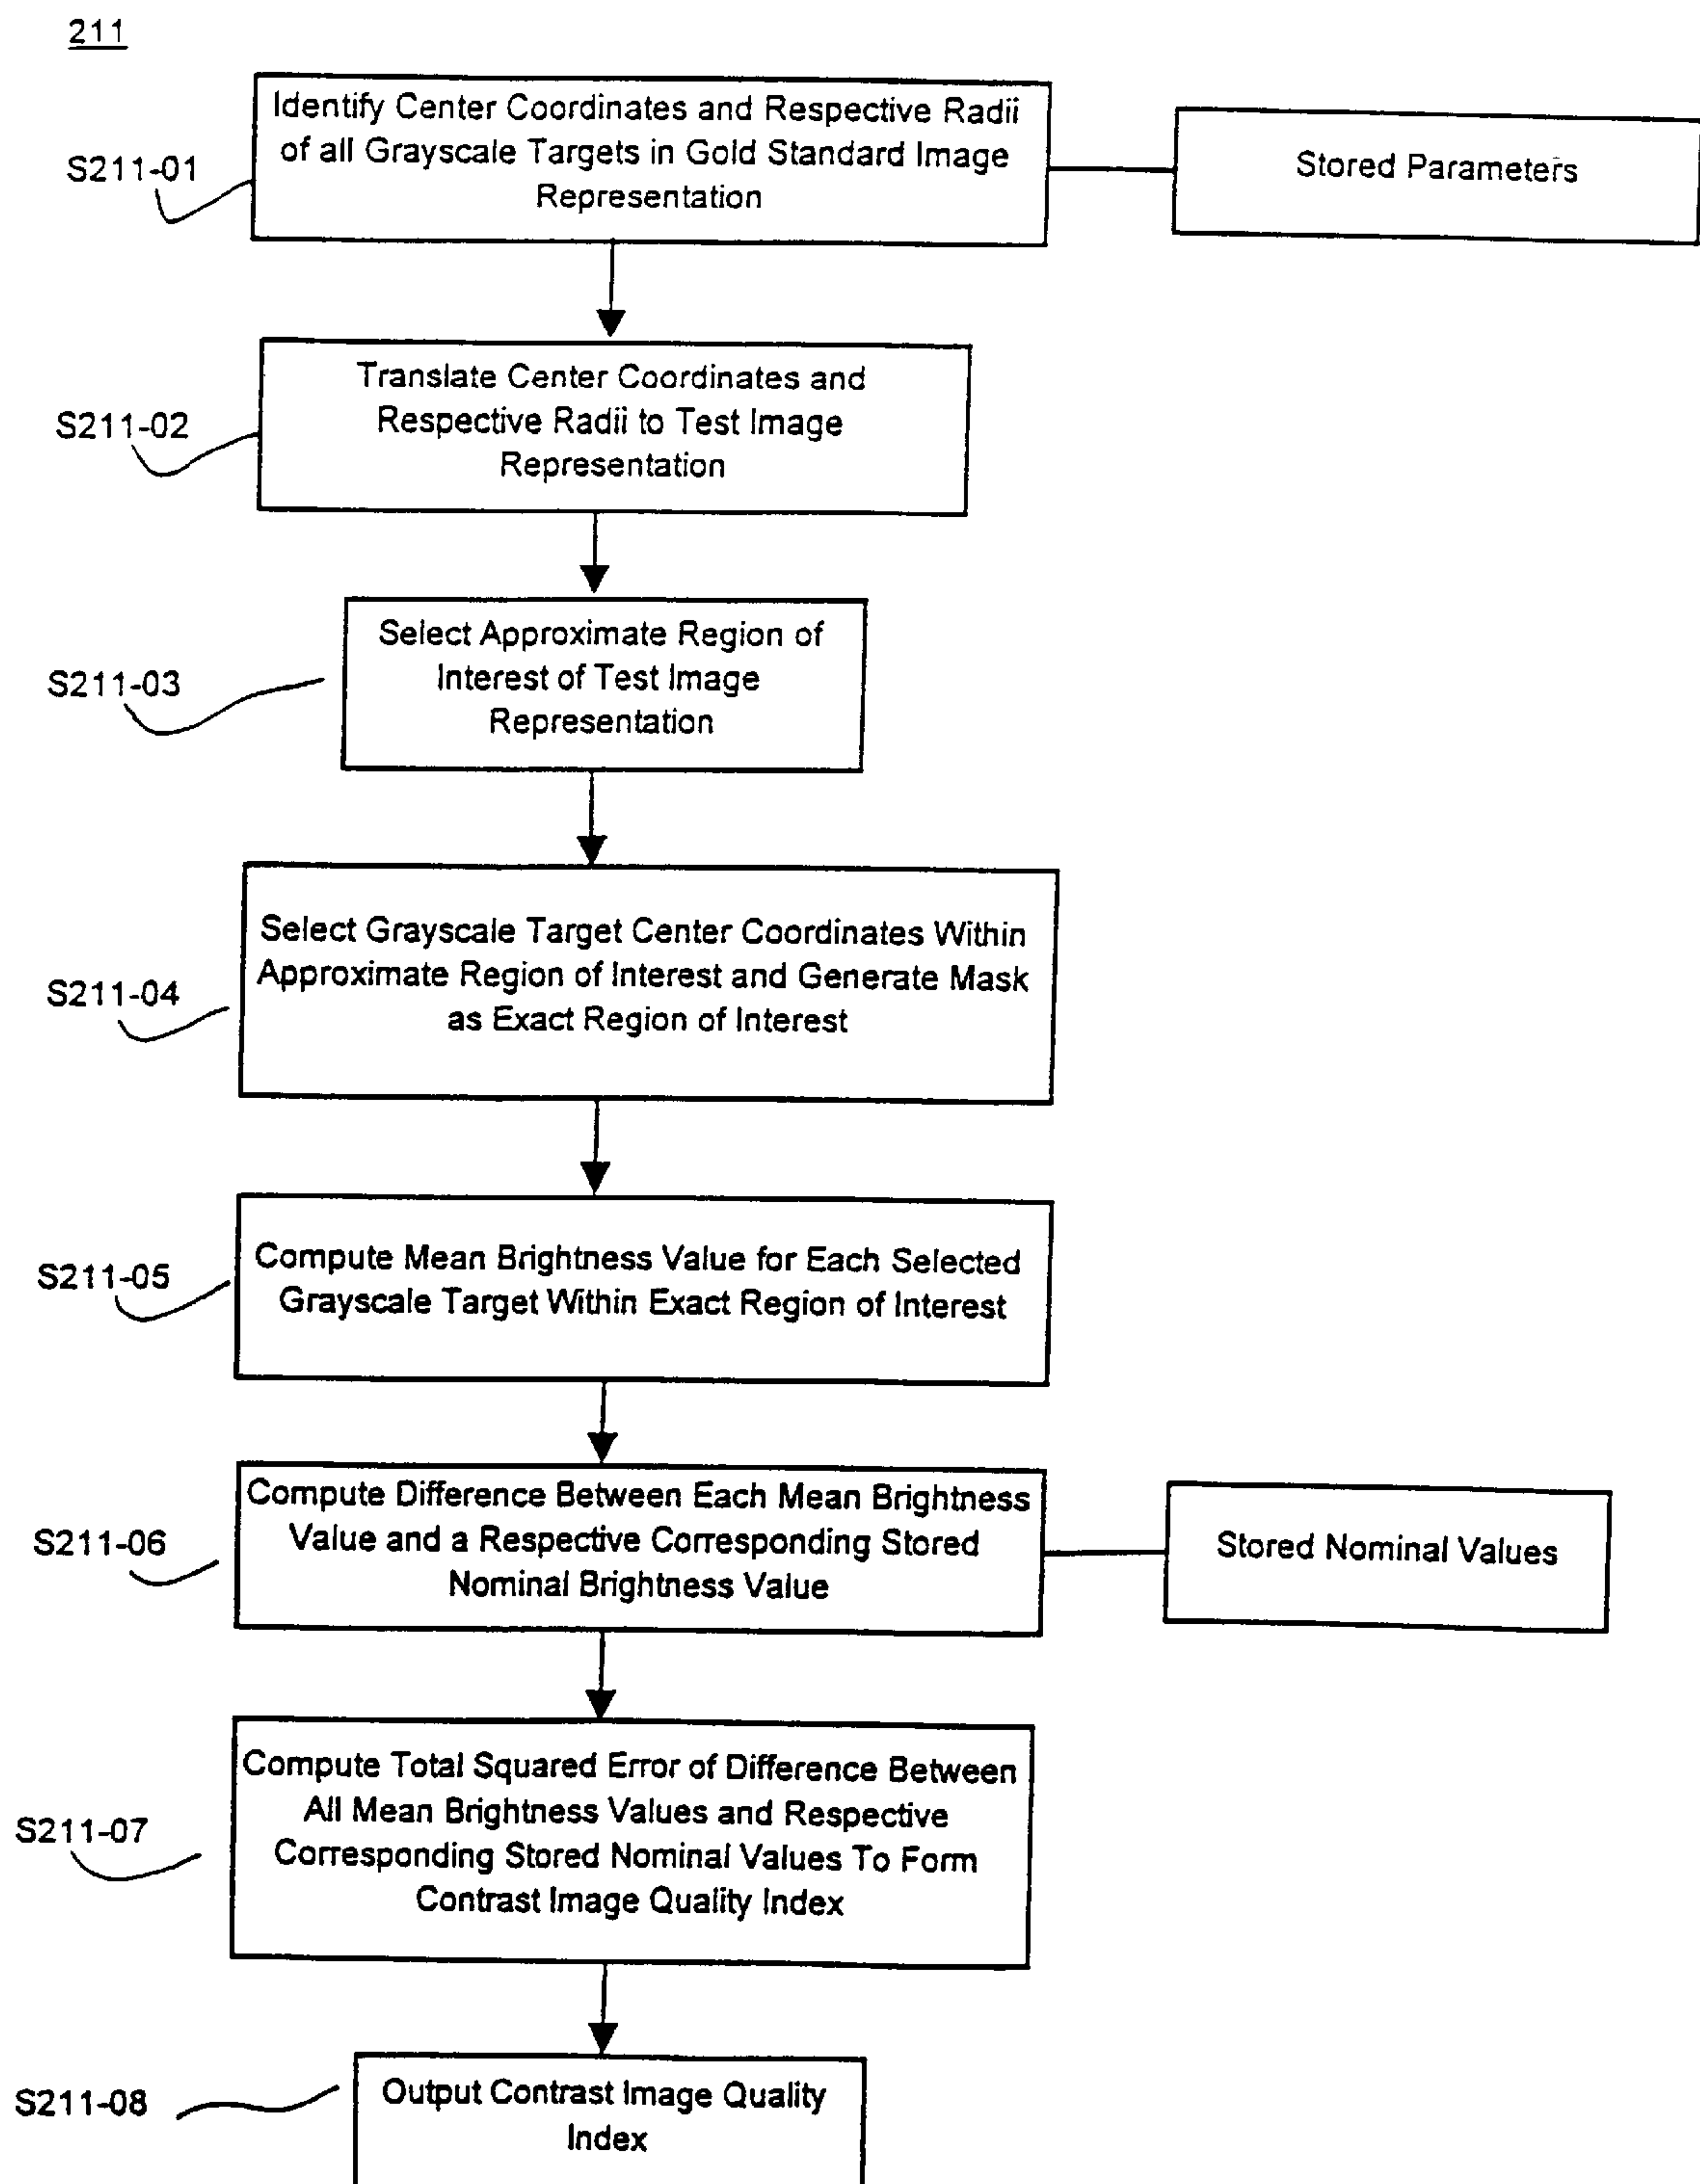 211
Identify Center Coordinates and Respective Radii
of all Grayscale Targets in Gold Standard Image
Representation
S211-01
Stored Parameters
Translate Center Coordinates and
Respective Radii to Test Image
Representation
S211-02
Select Approximate Region of
Interest of Test Image
Representation
S211-03
Select Grayscale Target Center Coordinates Within
Approximate Region of Interest and Generate Mask
as Exact Region of Interest
S211-04
Compute Mean Brightness Value for Each Selected
Grayscale Target Within Exact Region of Interest
S211-05
Compute Difference Between Each Mean Brightness
Value and a Respective Corresponding Stored
Nominal Brightness Value
S211-06
Stored Nominal Values
Compute Total Squared Error of Difference Between
All Mean Brightness Values and Respective
Corresponding Stored Nominal Values To Form
Contrast Image Quality Index
S211-07
Output Contrast Image Quality
Index
S211-08